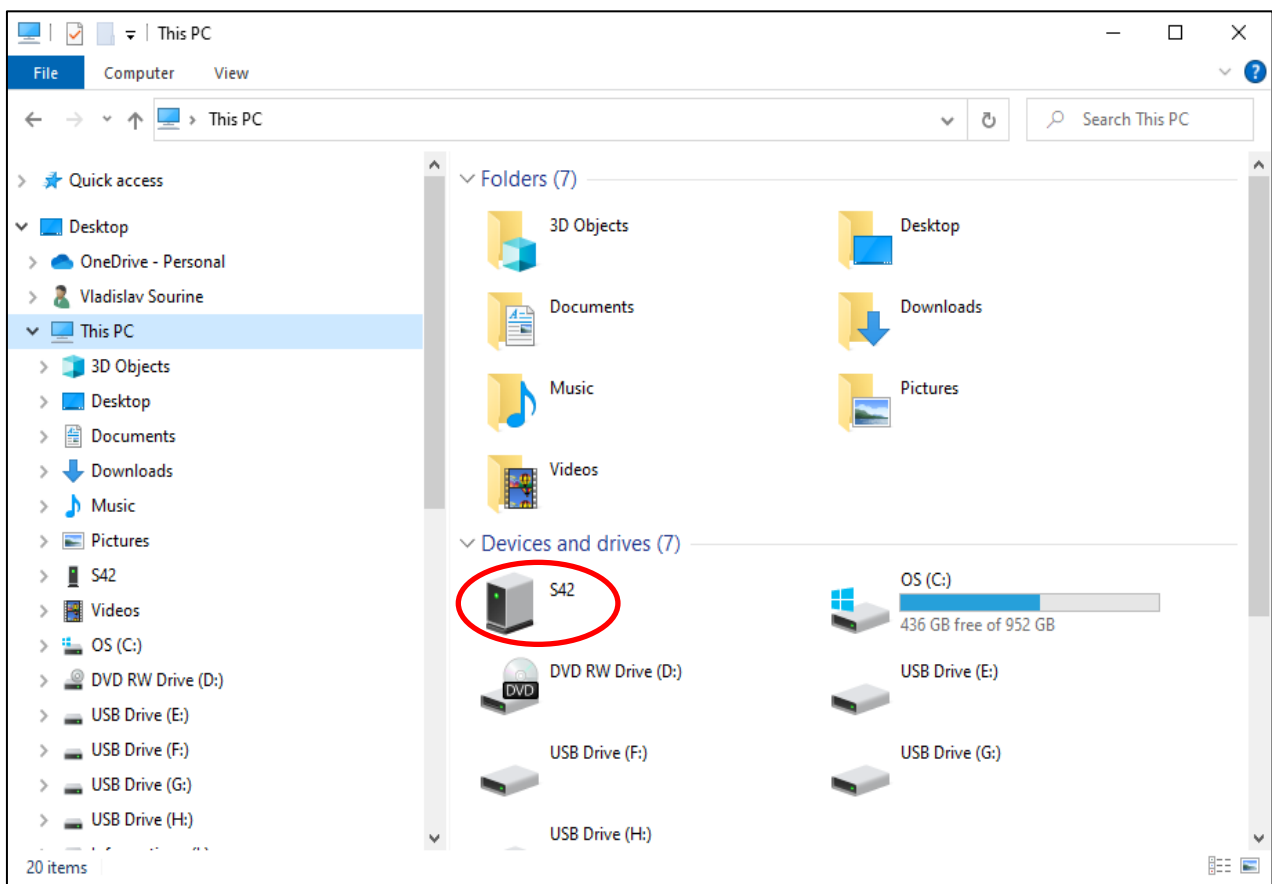 This PC
File Computer View
This PC
Search This PC
Quick access
Desktop
OneDrive - Personal
Vladislav Sourine
This PC
3D Objects
Desktop
Documents
Downloads
Music
Pictures
S42
Videos
OS (C:)
DVD RW Drive (D:)
USB Drive (E:)
USB Drive (F:)
USB Drive (G:)
USB Drive (H:)
Folders (7)
3D Objects
Desktop
Documents
Downloads
Music
Pictures
Videos
Devices and drives (7)
S42
OS (C:)
436 GB free of 952 GB
DVD RW Drive (D:)
DVD
USB Drive (E:)
USB Drive (F:)
USB Drive (G:)
USB Drive (H:)
20 items